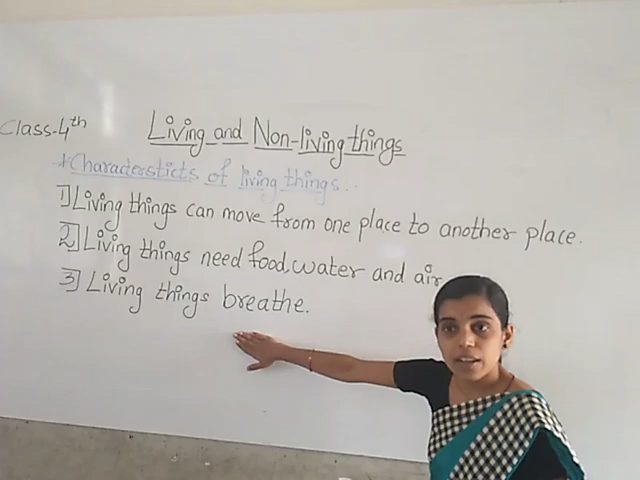 Class-4th
Living and Non-living things
*Characterstics of living things..
1] Living things can move from one place to another place.
2] Living things need food, water and air
3] Living things breathe.